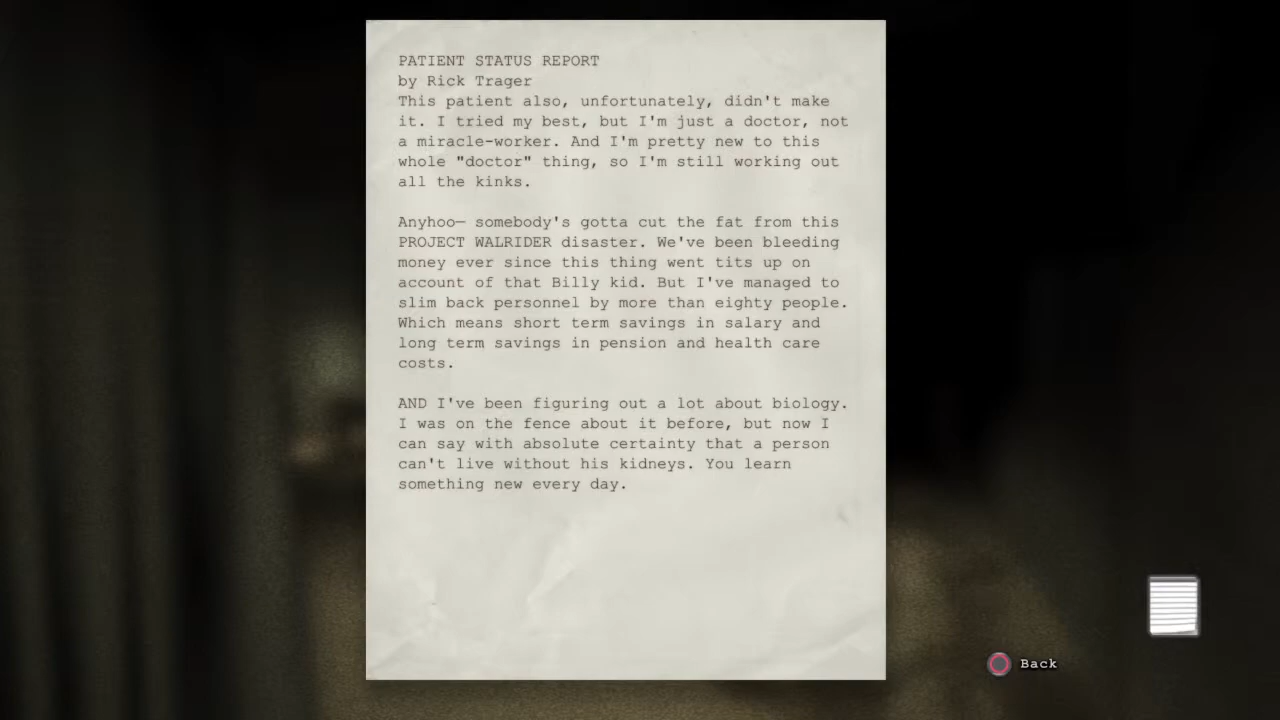 PATIENT STATUS REPORT
by Rick Trager
This patient also, unfortunately, didn't make
it. I tried my best, but I'm just a doctor, not
a miracle-worker. And I'm pretty new to this
whole "doctor" thing, so I'm still working out
all the kinks.
Anyhoo— somebody's gotta cut the fat from this
PROJECT WALRIDER disaster. We've been bleeding
money ever since this thing went tits up on
account of that Billy kid. But I've managed to
slim back personnel by more than eighty people.
Which means short term savings in salary and
long term savings in pension and health care
costs.
AND I've been figuring out a lot about biology.
I was on the fence about it before, but now I
can say with absolute certainty that a person
can't live without his kidneys. You learn
something new every day.
Back